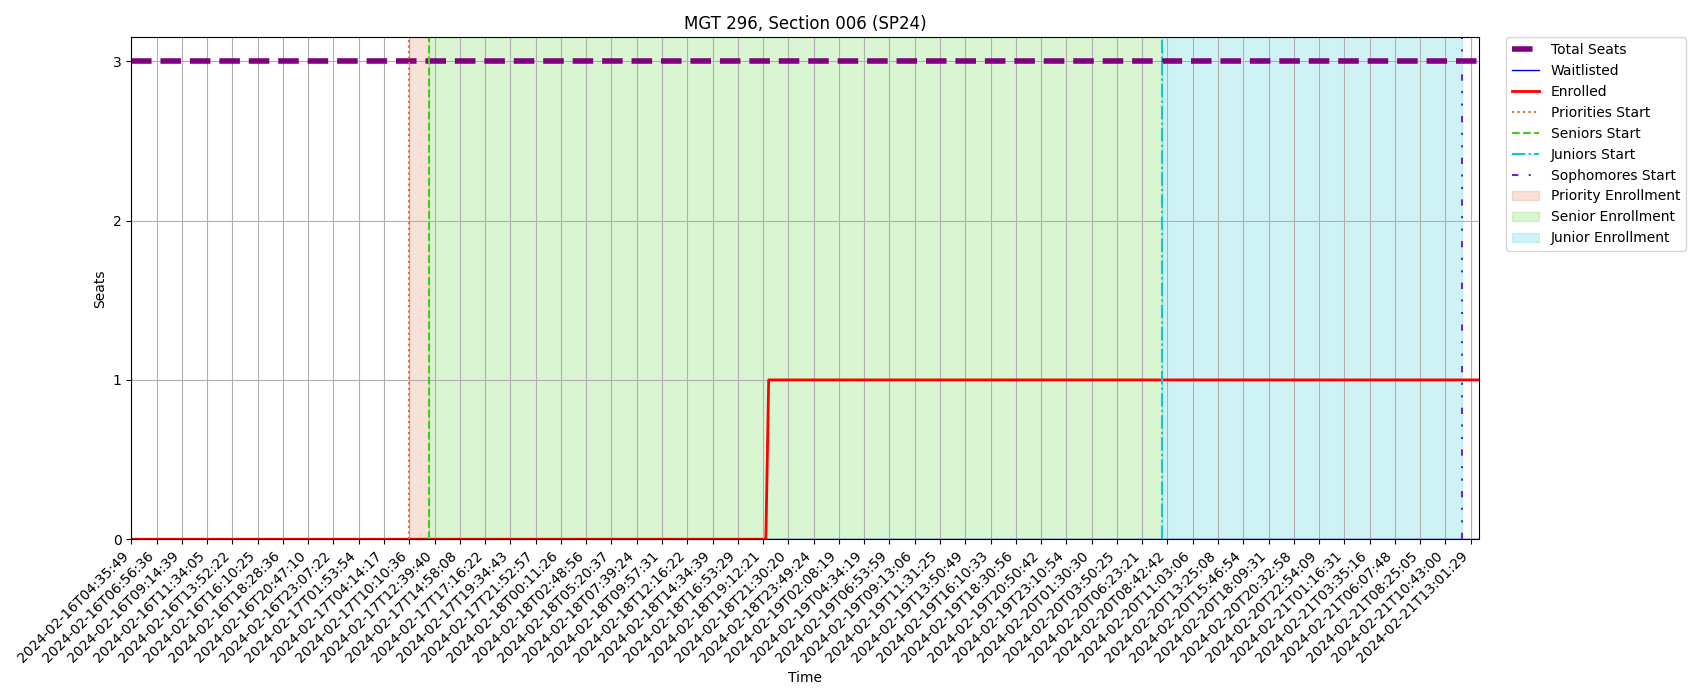 MGT 296, Section 006 (SP24)
3
2
1
0
Seats
2024-02-16T04:35:49
2024-02-16T06:56:36
2024-02-16T09:14:39
2024-02-16T11:34:05
2024-02-16T13:52:22
2024-02-16T16:10:25
2024-02-16T18:28:36
2024-02-16T20:47:10
2024-02-16T23:07:22
2024-02-17T01:53:54
2024-02-17T04:14:17
2024-02-17T10:10:36
2024-02-17T12:39:40
2024-02-17T14:58:08
2024-02-17T17:16:22
2024-02-17T19:34:43
2024-02-17T21:52:57
2024-02-18T00:11:26
2024-02-18T02:48:56
2024-02-18T05:20:37
2024-02-18T07:39:24
2024-02-18T09:57:31
2024-02-18T12:16:22
2024-02-18T14:34:39
2024-02-18T16:53:29
2024-02-18T19:12:21
2024-02-18T21:30:20
2024-02-18T23:49:24
2024-02-19T02:08:19
2024-02-19T04:34:19
2024-02-19T06:53:59
2024-02-19T09:13:06
2024-02-19T11:31:25
2024-02-19T13:50:49
2024-02-19T16:10:33
2024-02-19T18:30:56
2024-02-19T20:50:42
2024-02-19T23:10:54
2024-02-20T01:30:30
2024-02-20T03:50:25
2024-02-20T06:23:21
2024-02-20T08:42:42
2024-02-20T11:03:06
2024-02-20T13:25:08
2024-02-20T15:46:54
2024-02-20T18:09:31
2024-02-20T20:32:58
2024-02-20T22:54:09
2024-02-21T01:16:31
2024-02-21T03:35:16
2024-02-21T06:07:48
2024-02-21T08:25:05
2024-02-21T10:43:00
2024-02-21T13:01:29
Time
Total Seats
Waitlisted
Enrolled
Priorities Start
Seniors Start
Juniors Start
Sophomores Start
Priority Enrollment
Senior Enrollment
Junior Enrollment